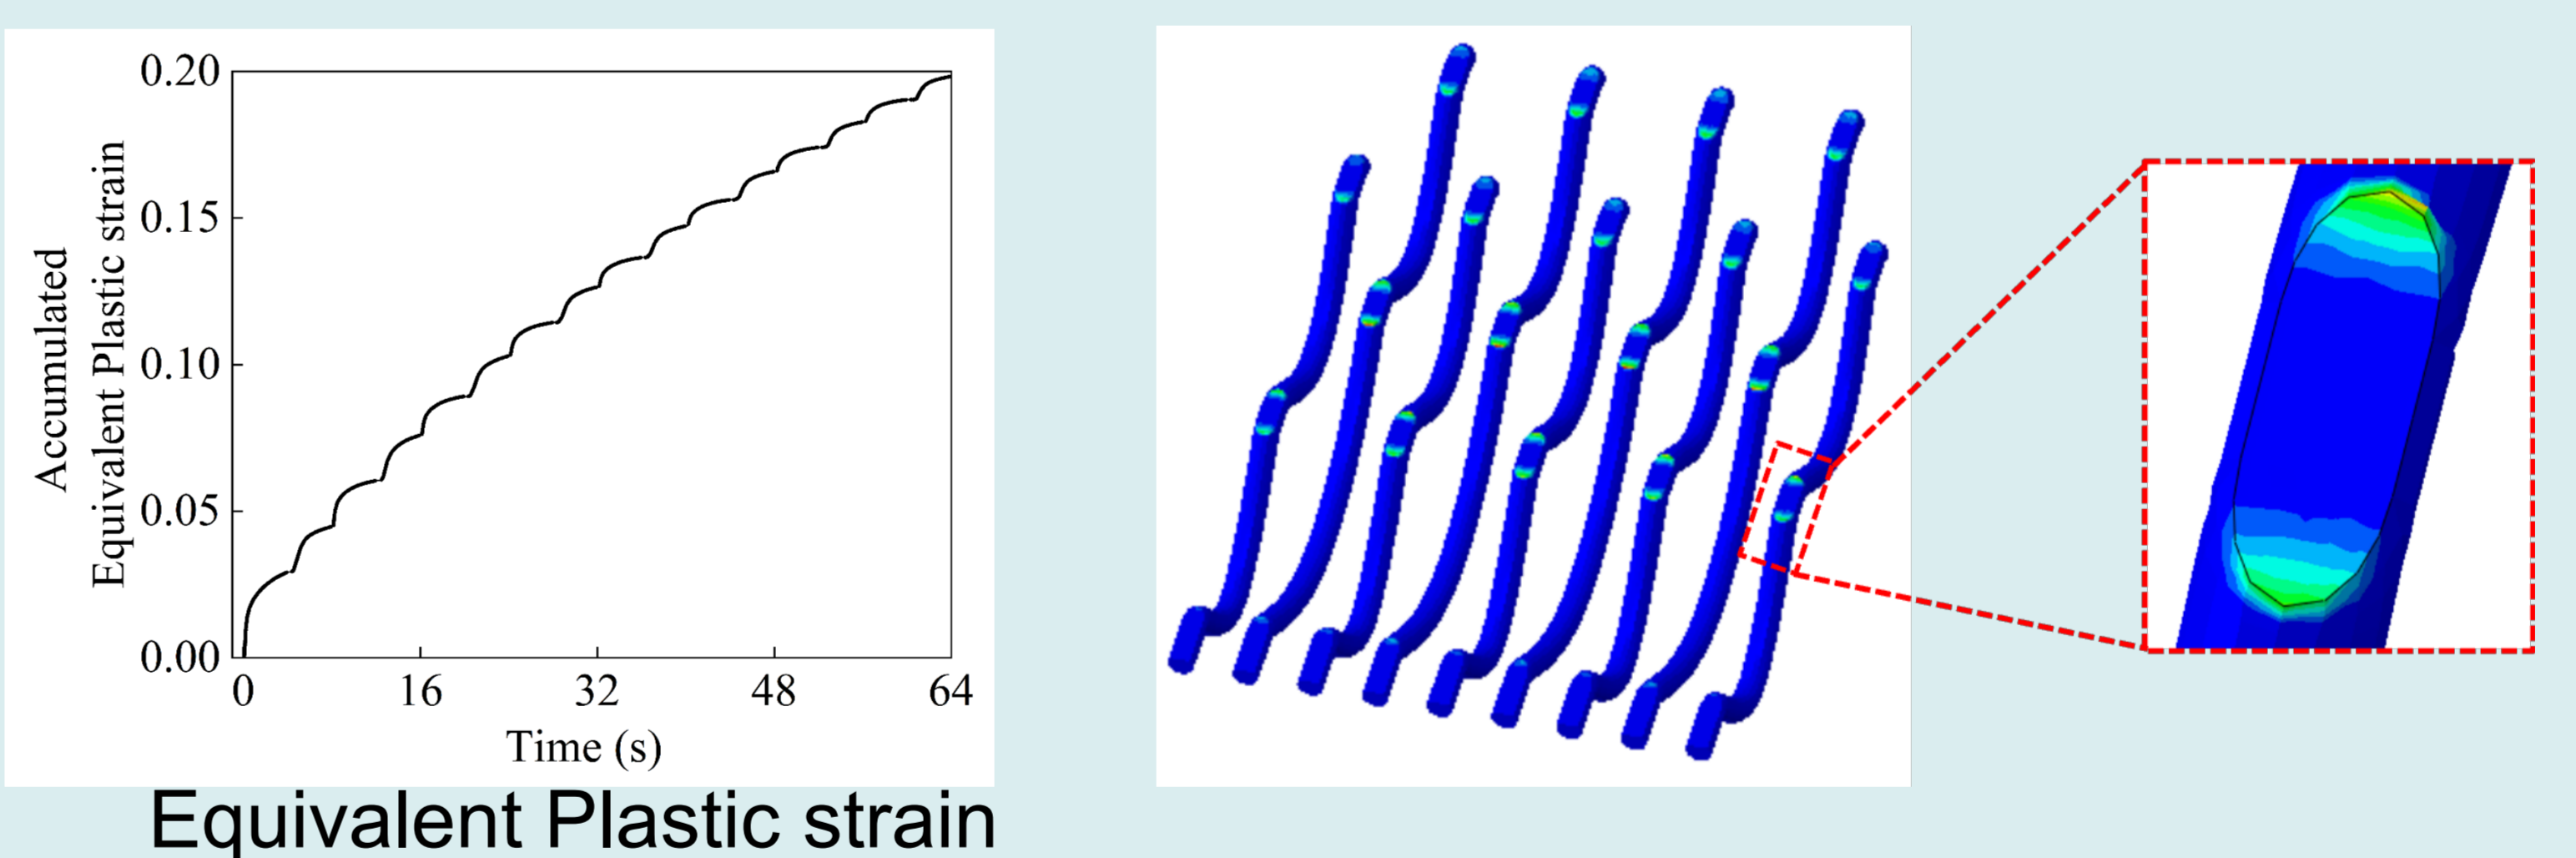 Accumulated
Equivalent Plastic strain
0.20
0.15
0.10
0.05
0.00
0 16 32 48 64
Time (s)
Equivalent Plastic strain